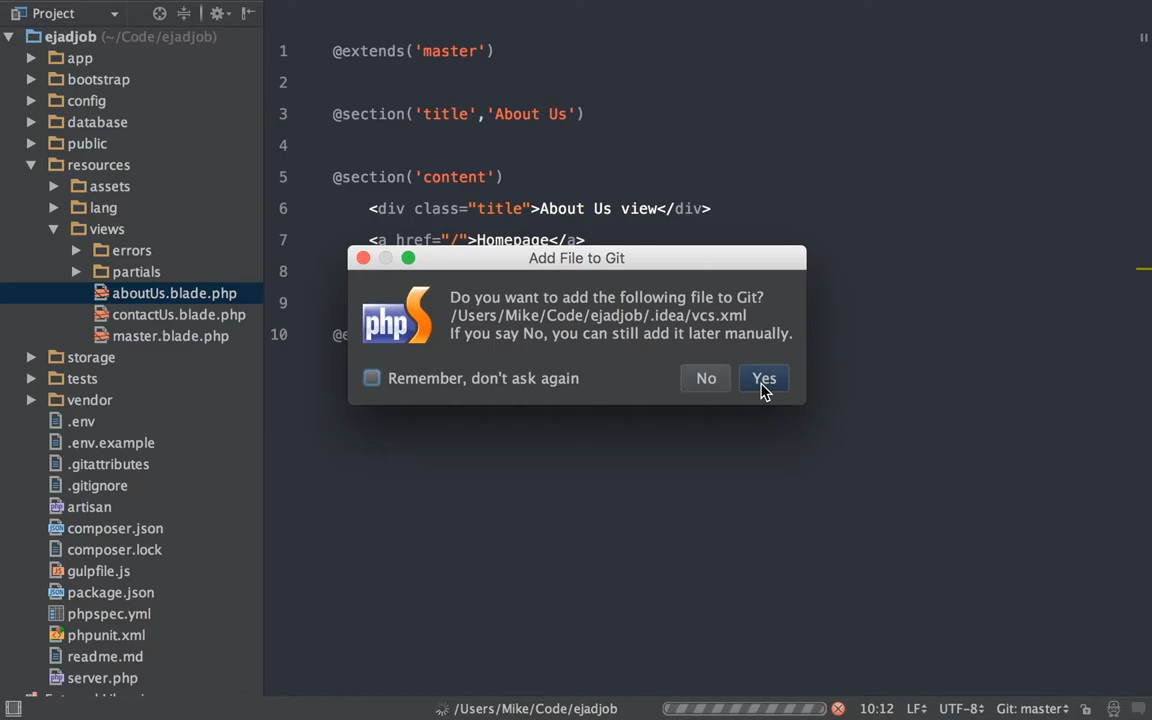 Project
ejadjob (~/Code/ejadjob)
app
bootstrap
config
database
public
resources
assets
lang
views
errors
partials
aboutUs.blade.php
contactUs.blade.php
master.blade.php
storage
tests
vendor
.env
.env.example
.gitattributes
.gitignore
artisan
composer.json
composer.lock
gulpfile.js
package.json
phpspec.yml
phpunit.xml
readme.md
server.php
1 @extends('master')
2
3 @section('title','About Us')
4
5 @section('content')
6 <div class="title">About Us view</div>
7 <a href="/">Homepage</a>
8
9
10 @e
Add File to Git
php
Do you want to add the following file to Git?
/Users/Mike/Code/ejadjob/.idea/vcs.xml
If you say No, you can still add it later manually.
Remember, don't ask again
No
Yes
/Users/Mike/Code/ejadjob
10:12 LF UTF-8 Git: master